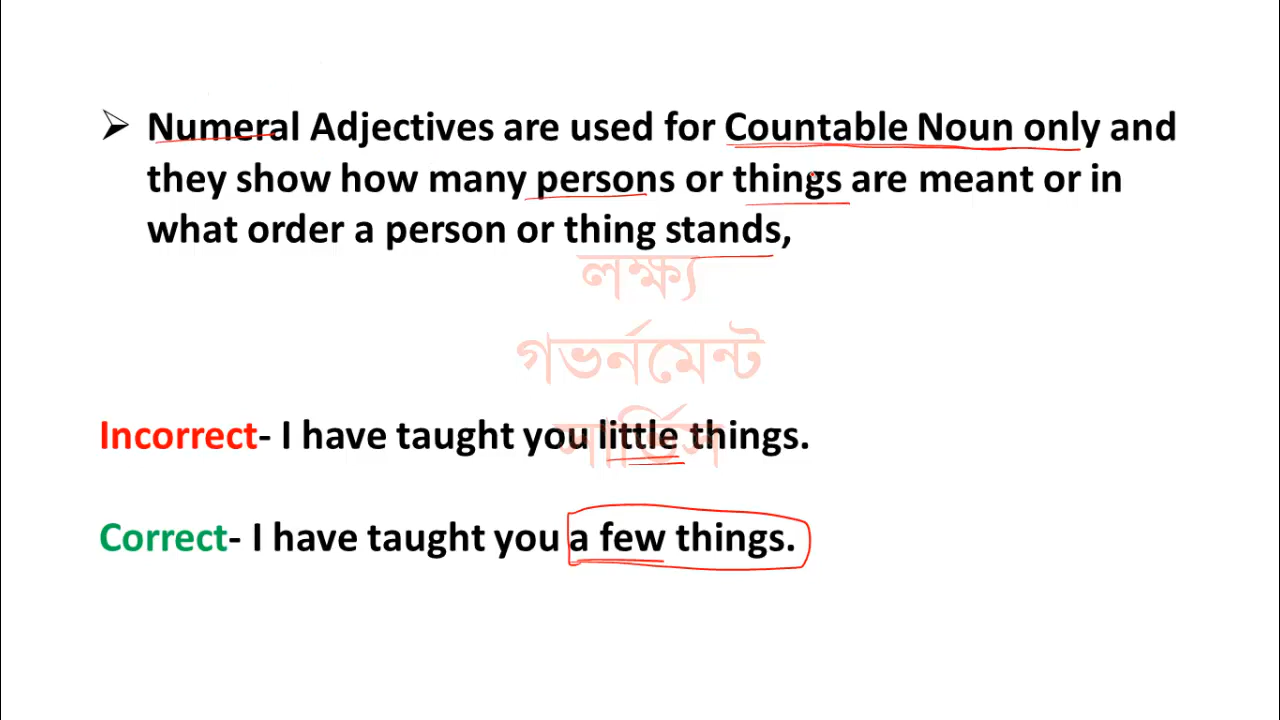 ➢ Numeral Adjectives are used for Countable Noun only and
they show how many persons or things are meant or in
what order a person or thing stands,
লক্ষ্য
গভর্নমেন্ট
সার্ভিস
Incorrect- I have taught you little things.
Correct- I have taught you a few things.